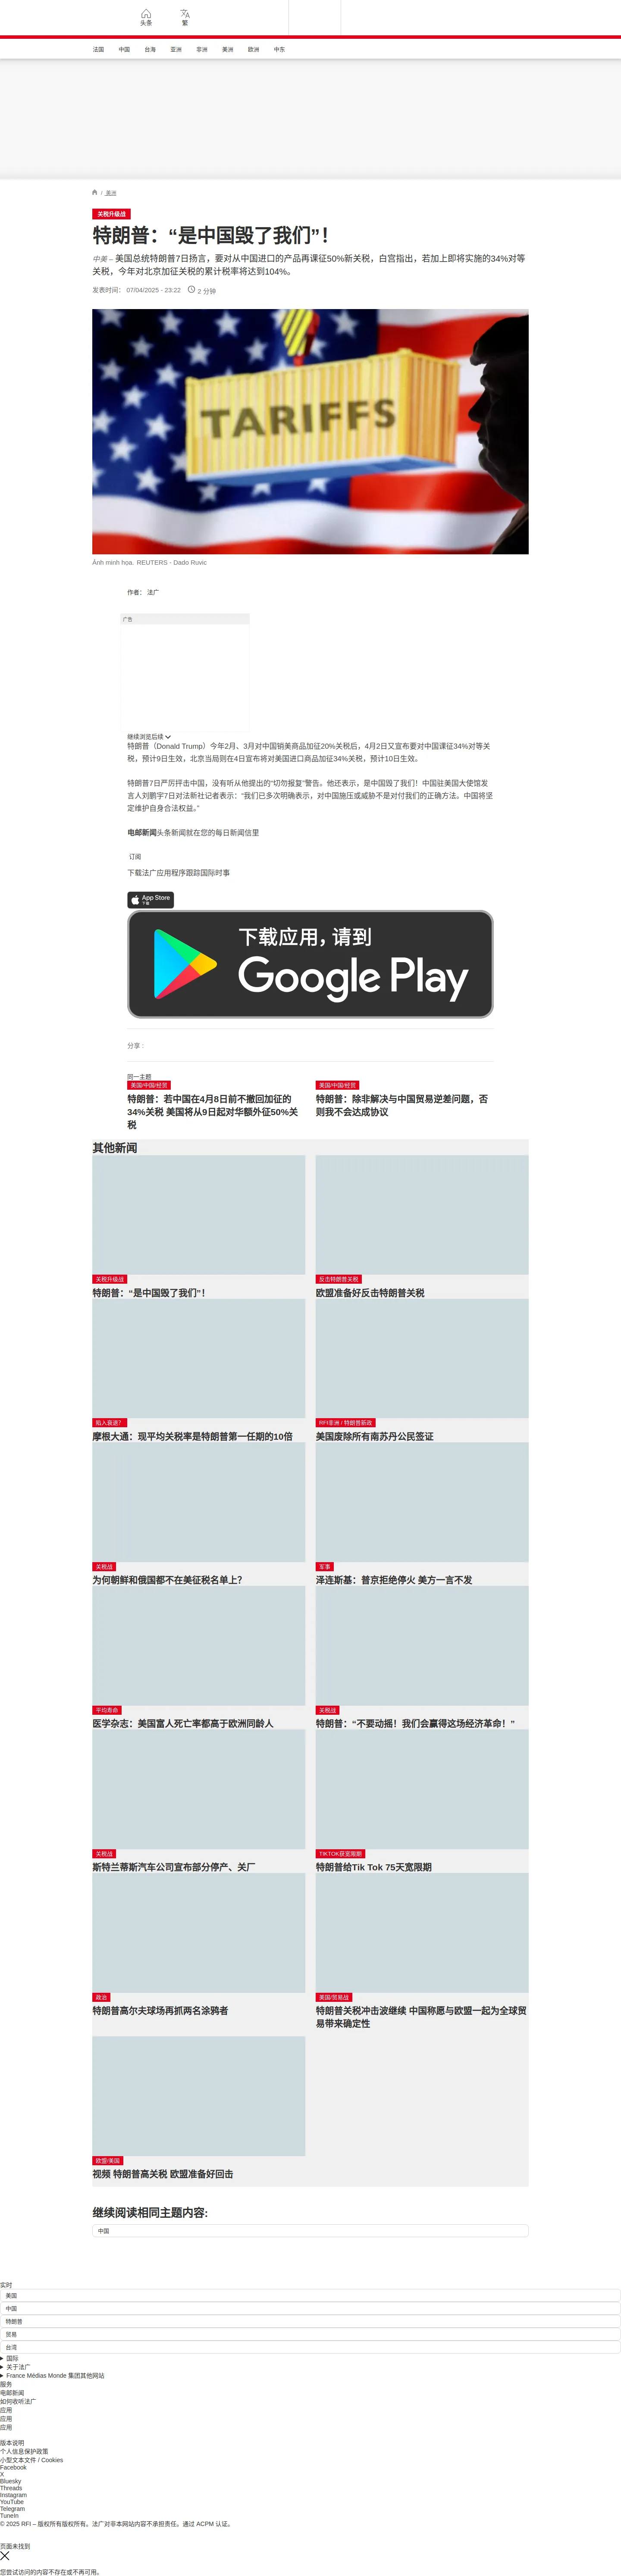 头条
繁
法国
中国
台海
亚洲
非洲
美洲
欧洲
中东
/ 美洲
关税升级战
特朗普：“是中国毁了我们”！
中美 – 美国总统特朗普7日扬言，要对从中国进口的产品再课征50%新关税，白宫指出，若加上即将实施的34%对等
关税，今年对北京加征关税的累计税率将达到104%。
发表时间： 07/04/2025 - 23:22
2 分钟
TARIFFS
Ảnh minh họa. REUTERS - Dado Ruvic
作者： 法广
广告
继续浏览后续
特朗普（Donald Trump）今年2月、3月对中国销美商品加征20%关税后，4月2日又宣布要对中国课征34%对等关
税，预计9日生效，北京当局则在4日宣布将对美国进口商品加征34%关税，预计10日生效。
特朗普7日严厉抨击中国，没有听从他提出的“切勿报复”警告。他还表示，是中国毁了我们！中国驻美国大使馆发
言人刘鹏宇7日对法新社记者表示：“我们已多次明确表示，对中国施压或威胁不是对付我们的正确方法。中国将坚
定维护自身合法权益。”
电邮新闻头条新闻就在您的每日新闻信里
订阅
下载法广应用程序跟踪国际时事
App Store
下载
下载应用，请到
Google Play
分享 :
同一主题
美国/中国/经贸
特朗普：若中国在4月8日前不撤回加征的
34%关税 美国将从9日起对华额外征50%关
税
美国/中国/经贸
特朗普：除非解决与中国贸易逆差问题，否
则我不会达成协议
其他新闻
关税升级战
特朗普：“是中国毁了我们”！
反击特朗普关税
欧盟准备好反击特朗普关税
陷入衰退?
摩根大通：现平均关税率是特朗普第一任期的10倍
RFI非洲 / 特朗普新政
美国废除所有南苏丹公民签证
关税战
为何朝鲜和俄国都不在美征税名单上？
军事
泽连斯基：普京拒绝停火 美方一言不发
平均寿命
医学杂志：美国富人死亡率都高于欧洲同龄人
关税战
特朗普：“不要动摇！我们会赢得这场经济革命！”
关税战
斯特兰蒂斯汽车公司宣布部分停产、关厂
TIKTOK获宽限期
特朗普给Tik Tok 75天宽限期
政治
特朗普高尔夫球场再抓两名涂鸦者
美国/贸易战
特朗普关税冲击波继续 中国称愿与欧盟一起为全球贸
易带来确定性
欧盟/美国
视频 特朗普高关税 欧盟准备好回击
继续阅读相同主题内容:
中国
实时
美国
中国
特朗普
贸易
台湾
国际
关于法广
France Médias Monde 集团其他网站
服务
电邮新闻
如何收听法广
应用
应用
应用
版本说明
个人信息保护政策
小型文本文件 / Cookies
Facebook
X
Bluesky
Threads
Instagram
YouTube
Telegram
TuneIn
© 2025 RFI – 版权所有版权所有。法广对非本网站内容不承担责任。通过 ACPM 认证。
页面未找到
您尝试访问的内容不存在或不再可用。